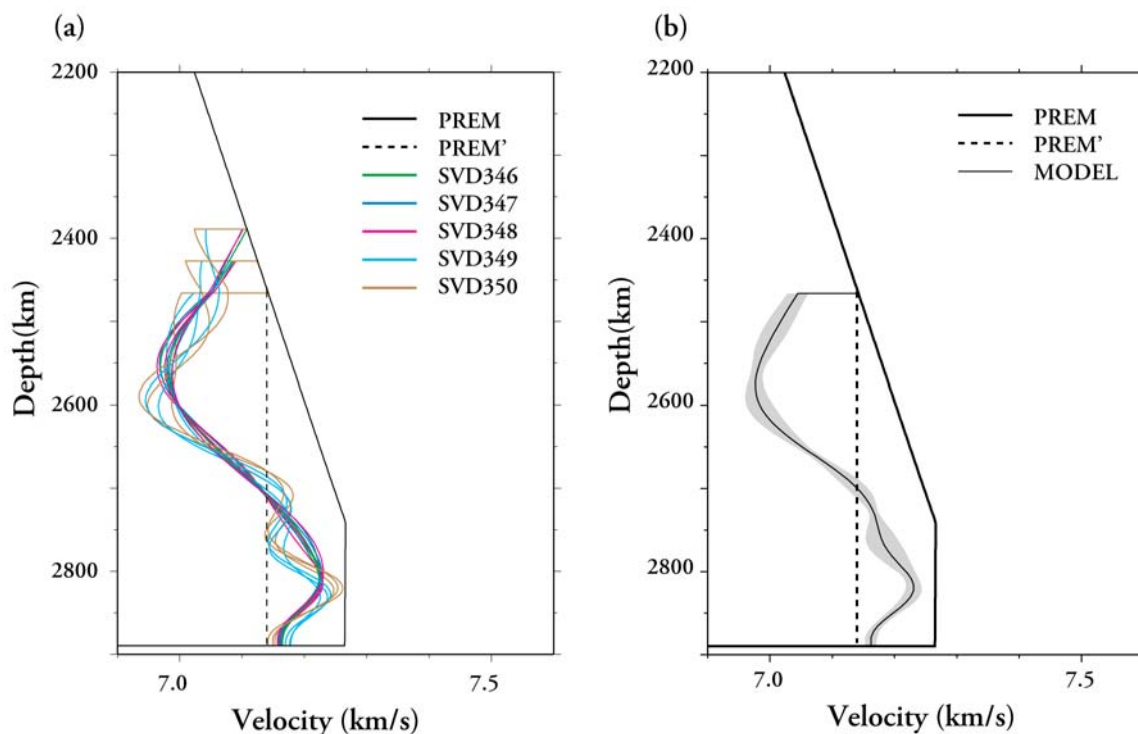 (a)
2200
2400
2600
2800
Depth(km)
7.0
7.5
Velocity (km/s)
PREM
PREM’
SVD346
SVD347
SVD348
SVD349
SVD350
(b)
2200
2400
2600
2800
Depth(km)
7.0
7.5
Velocity (km/s)
PREM
PREM’
MODEL